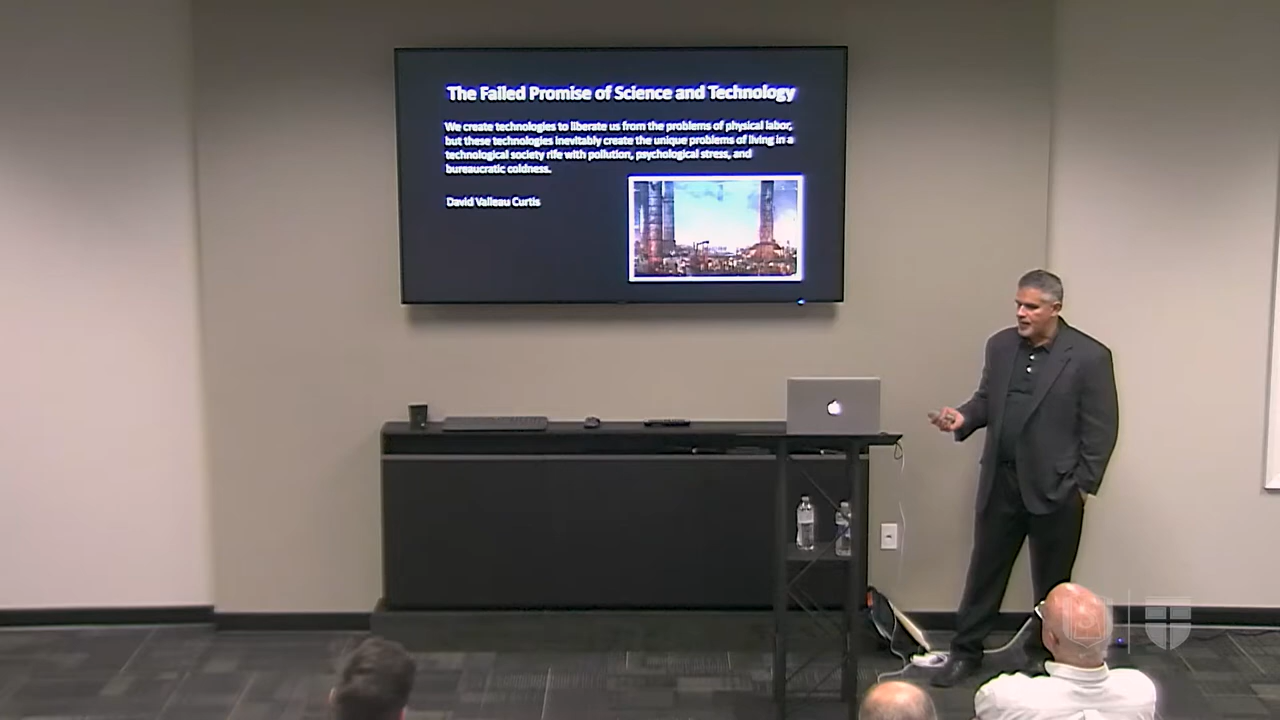 The Failed Promise of Science and Technology
We create technologies to liberate us from the problems of physical labor,
but these technologies inevitably create the unique problems of living in a
technological society rife with pollution, psychological stress, and
bureaucratic coldness.
David Valleau Curtis